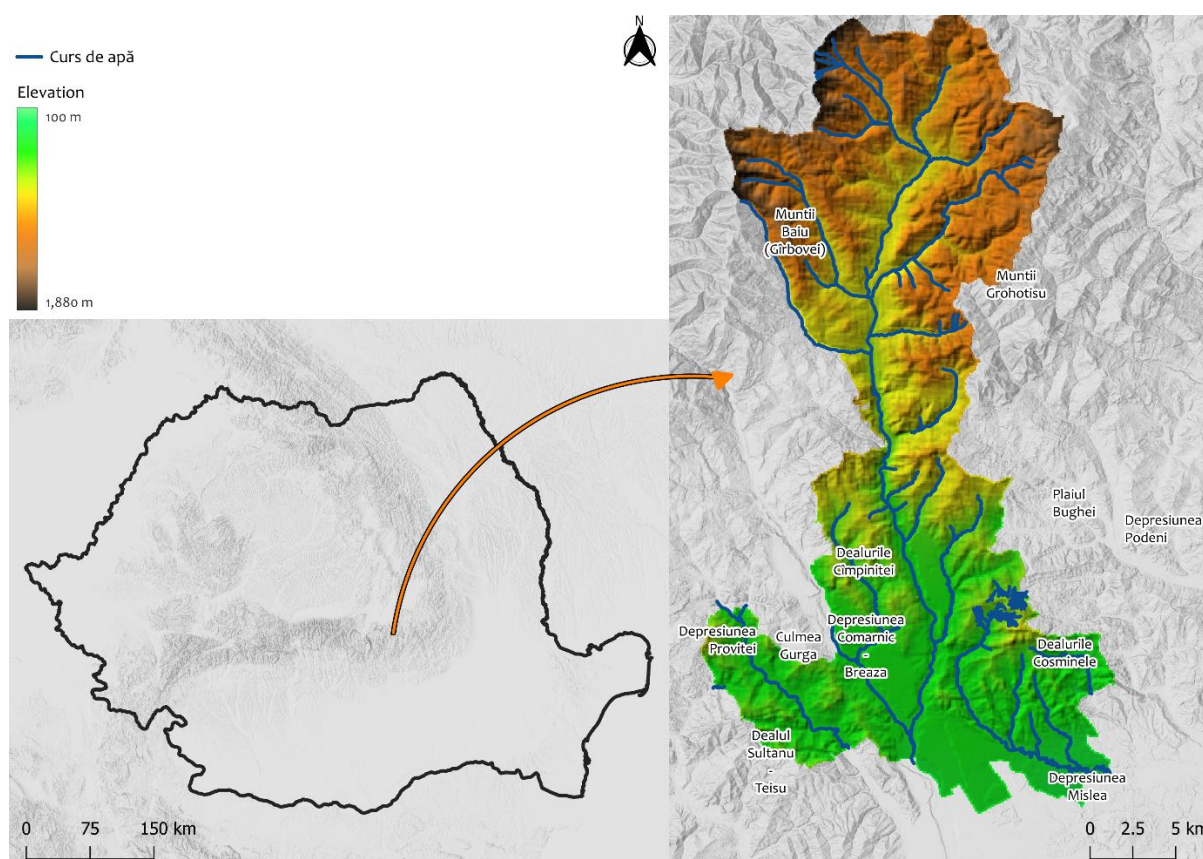 N
Curs de apă
Elevation
100 m
1,880 m
Muntii
Baiu
(Gîrbovei)
Muntii
Grohotisu
Plaiul
Bughei
Depresiunea
Podeni
Dealurile
Cîmpinitei
Depresiunea
Provitei
Culmea
Gurga
Depresiunea
Comarnic
-
Breaza
Dealurile
Cosminele
Dealul
Sultanu
-
Teisu
Depresiunea
Mislea
0 75 150 km
0 2.5 5 km